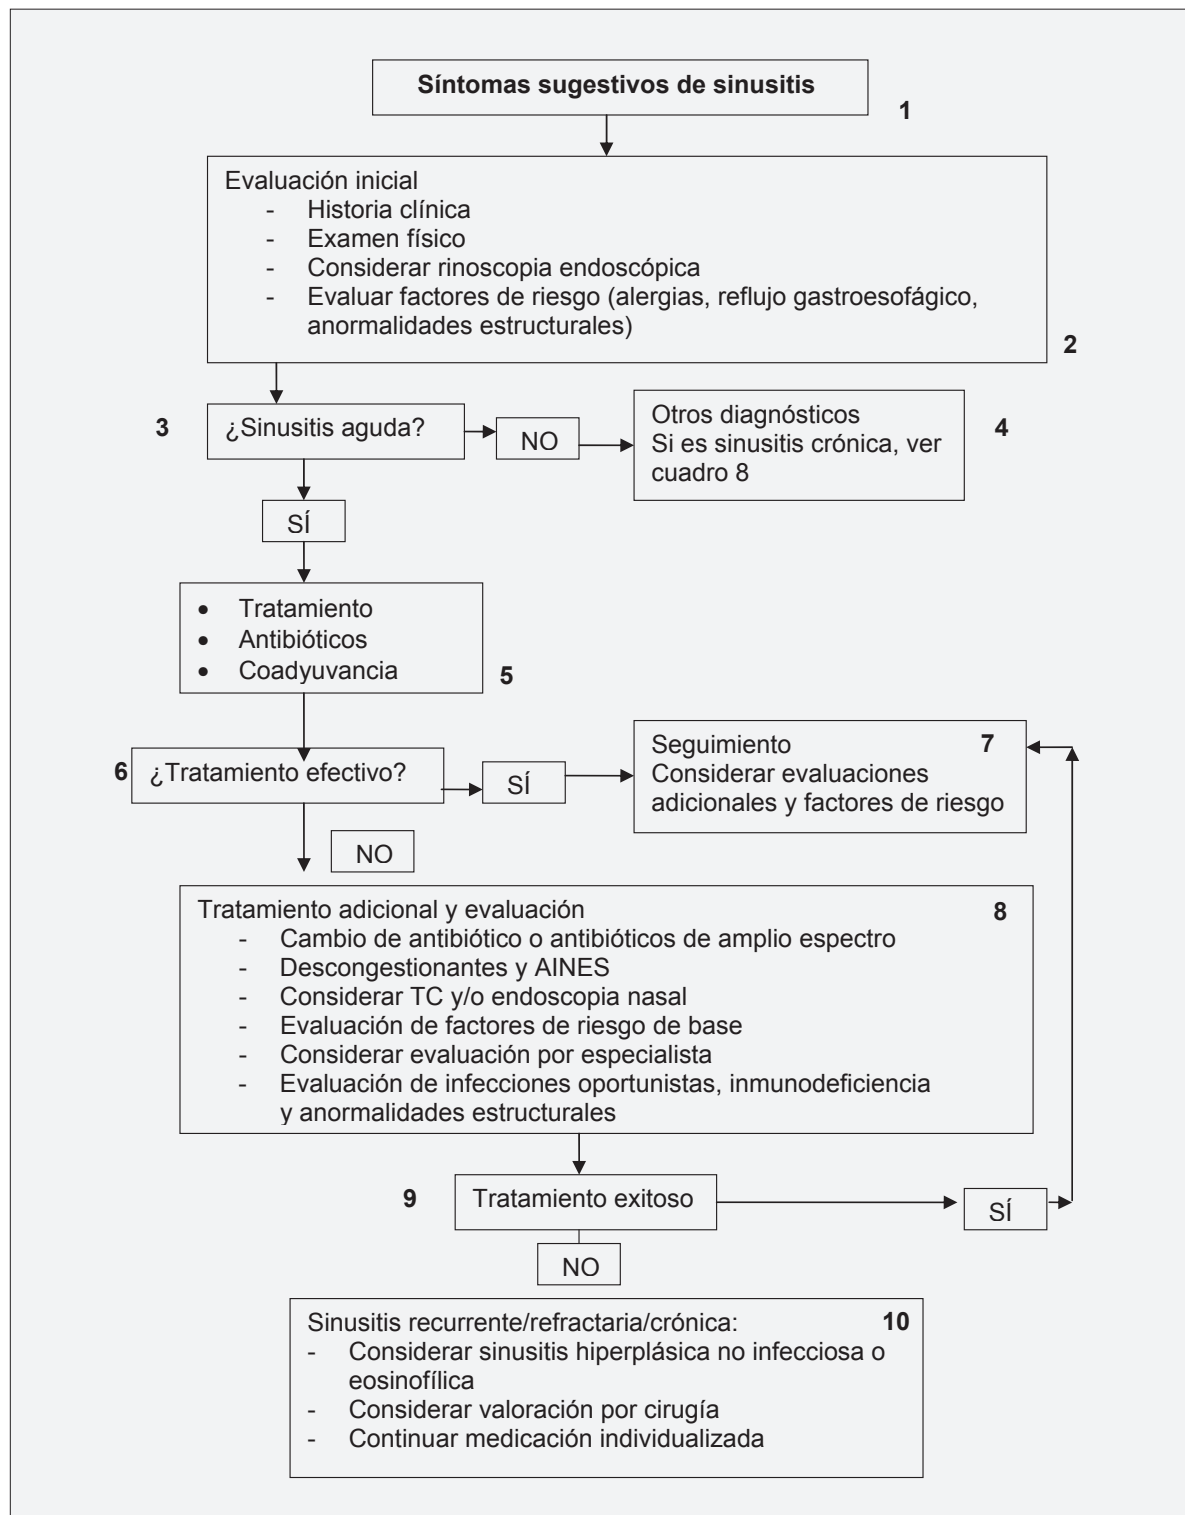 Síntomas sugestivos de sinusitis
1
Evaluación inicial
- Historia clínica
- Examen físico
- Considerar rinoscopia endoscópica
- Evaluar factores de riesgo (alergias, reflujo gastroesofágico,
anormalidades estructurales)
2
3
¿Sinusitis aguda?
NO
Otros diagnósticos
Si es sinusitis crónica, ver
cuadro 8
4
SÍ
• Tratamiento
• Antibióticos
• Coadyuvancia
5
6
¿Tratamiento efectivo?
SÍ
Seguimiento
7
Considerar evaluaciones
adicionales y factores de riesgo
NO
Tratamiento adicional y evaluación
8
- Cambio de antibiótico o antibióticos de amplio espectro
- Descongestionantes y AINES
- Considerar TC y/o endoscopia nasal
- Evaluación de factores de riesgo de base
- Considerar evaluación por especialista
- Evaluación de infecciones oportunistas, inmunodeficiencia
y anormalidades estructurales
9
Tratamiento exitoso
SÍ
NO
Sinusitis recurrente/refractaria/crónica:
10
- Considerar sinusitis hiperplásica no infecciosa o
eosinofílica
- Considerar valoración por cirugía
- Continuar medicación individualizada